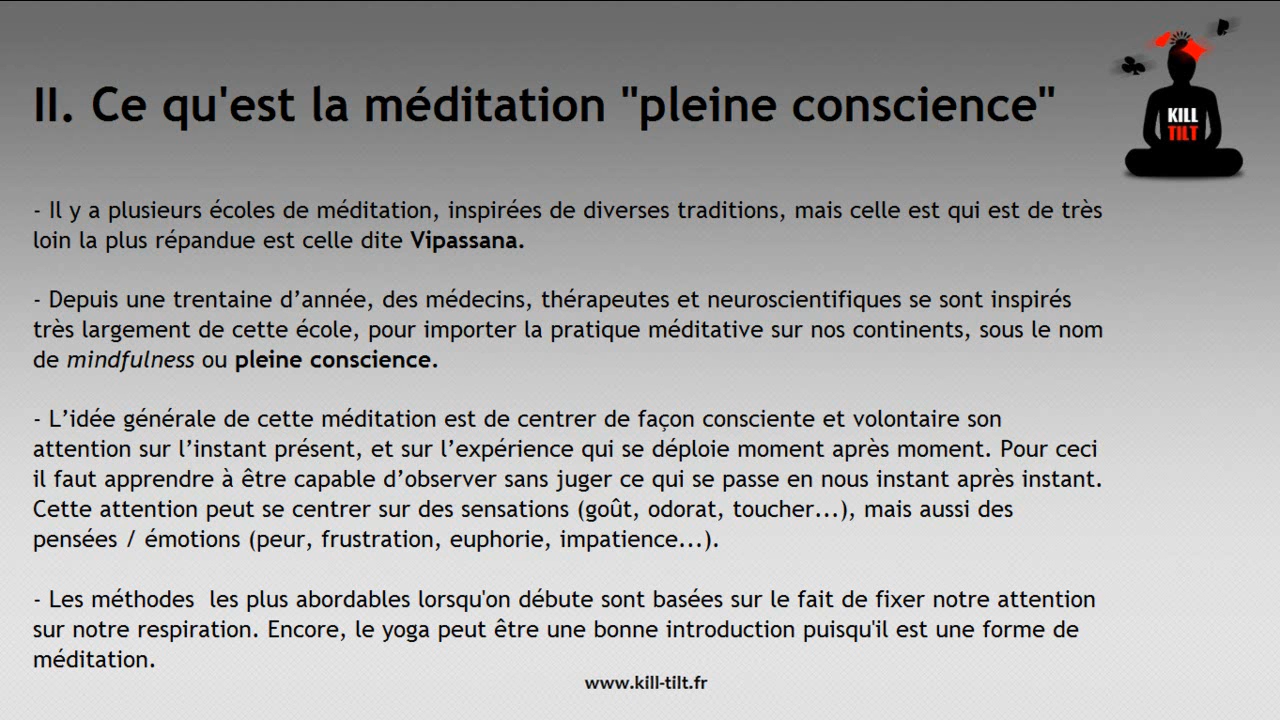 II. Ce qu'est la méditation "pleine conscience"
KILL
TILT
- Il y a plusieurs écoles de méditation, inspirées de diverses traditions, mais celle est qui est de très
loin la plus répandue est celle dite Vipassana.
- Depuis une trentaine d’année, des médecins, thérapeutes et neuroscientifiques se sont inspirés
très largement de cette école, pour importer la pratique méditative sur nos continents, sous le nom
de mindfulness ou pleine conscience.
- L’idée générale de cette méditation est de centrer de façon consciente et volontaire son
attention sur l’instant présent, et sur l’expérience qui se déploie moment après moment. Pour ceci
il faut apprendre à être capable d’observer sans juger ce qui se passe en nous instant après instant.
Cette attention peut se centrer sur des sensations (goût, odorat, toucher...), mais aussi des
pensées / émotions (peur, frustration, euphorie, impatience...).
- Les méthodes  les plus abordables lorsqu'on débute sont basées sur le fait de fixer notre attention
sur notre respiration. Encore, le yoga peut être une bonne introduction puisqu'il est une forme de
méditation.
www.kill-tilt.fr